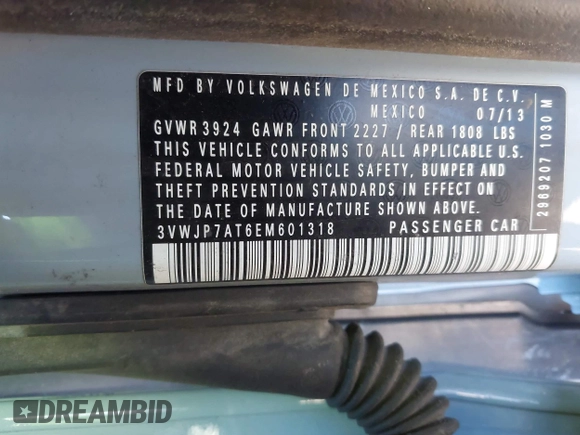 MFD BY VOLKSWAGEN DE MEXICO S.A. DE C.V.
MEXICO 07/13
GVWR 3924 GAWR FRONT 2227 / REAR 1808 LBS
THIS VEHICLE CONFORMS TO ALL APPLICABLE U.S.
FEDERAL MOTOR VEHICLE SAFETY, BUMPER AND
THEFT PREVENTION STANDARDS IN EFFECT ON
THE DATE OF MANUFACTURE SHOWN ABOVE.
3VWJP7AT6EM601318 PASSENGER CAR
2969207 1030 M
DREAMBID